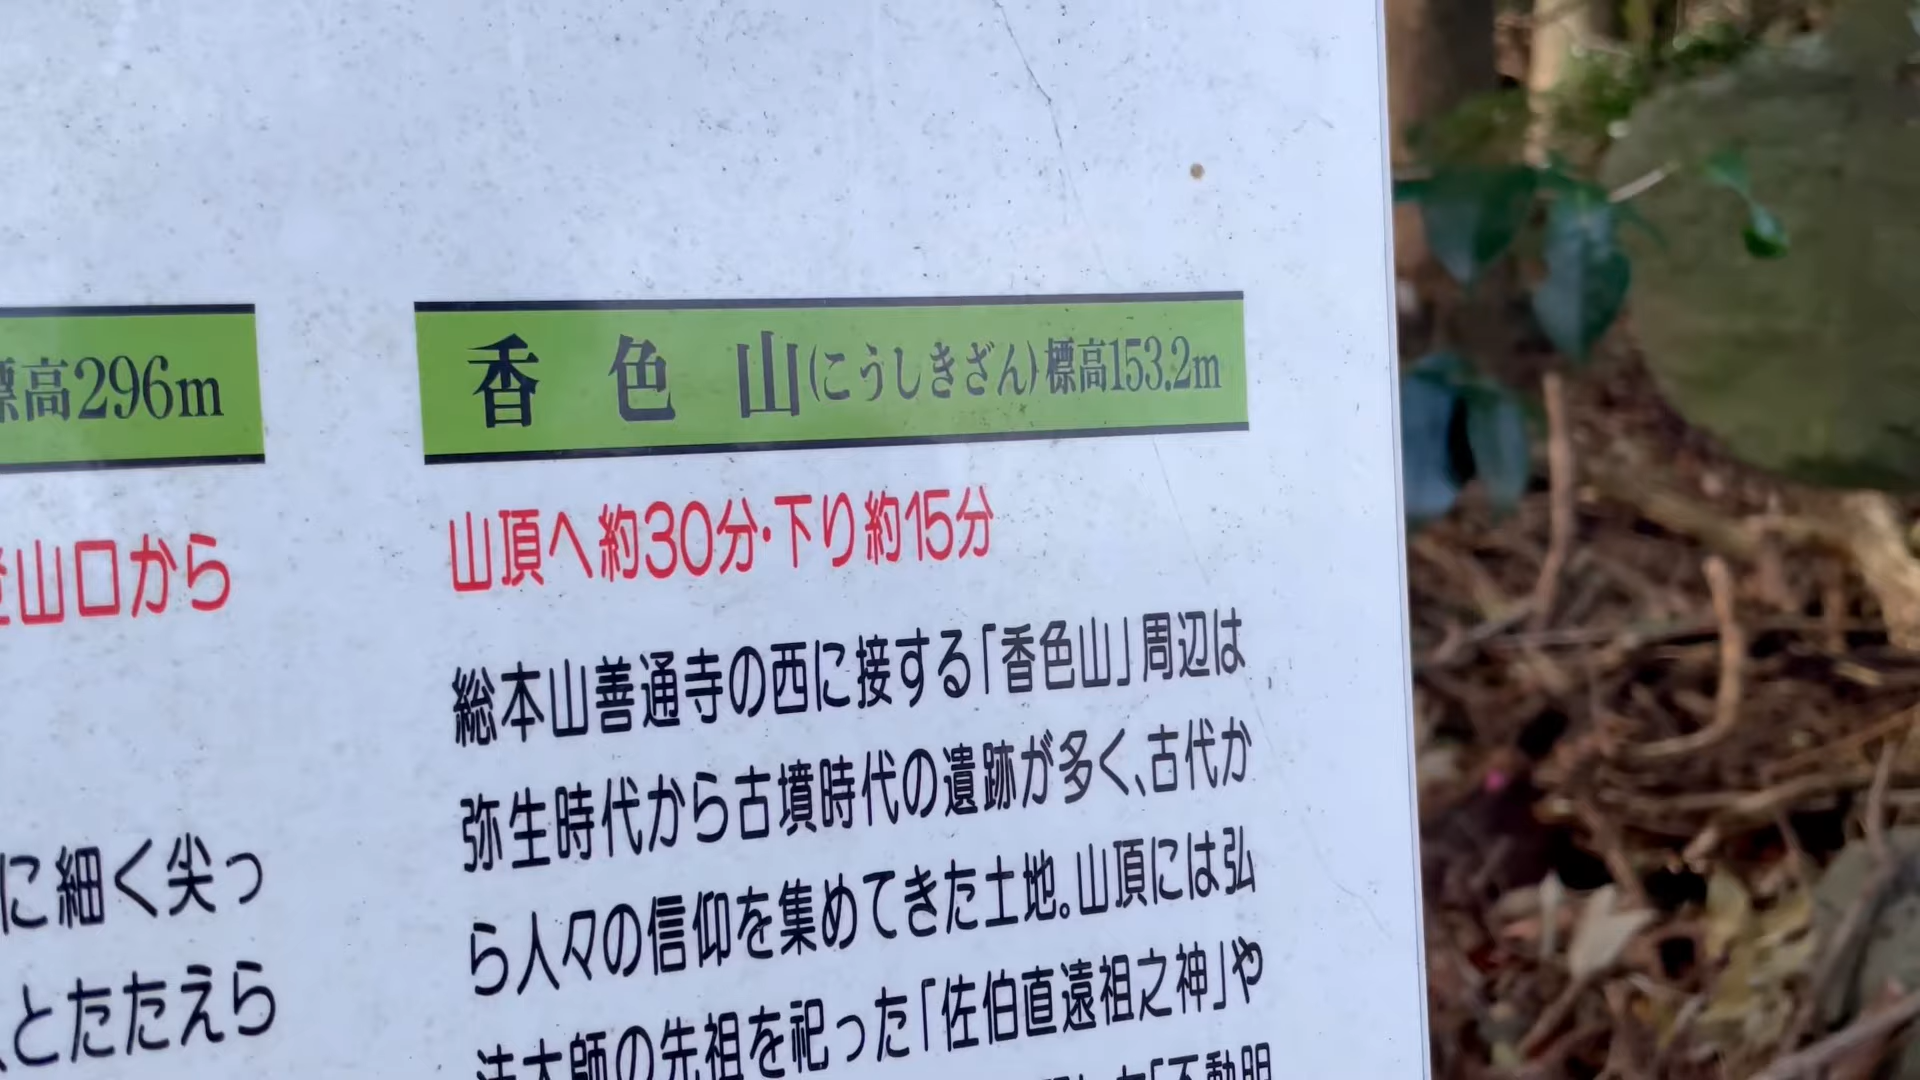 標高296m
山口から
に細く尖っ
とたたえら
香色山(こうしきざん)標高153.2m
山頂へ約30分・下り約15分
総本山善通寺の西に接する「香色山」周辺は
弥生時代から古墳時代の遺跡が多く、古代か
ら人々の信仰を集めてきた土地。山頂には弘
法大師の先祖を祀った「佐伯直遠祖之神」や
「不動明